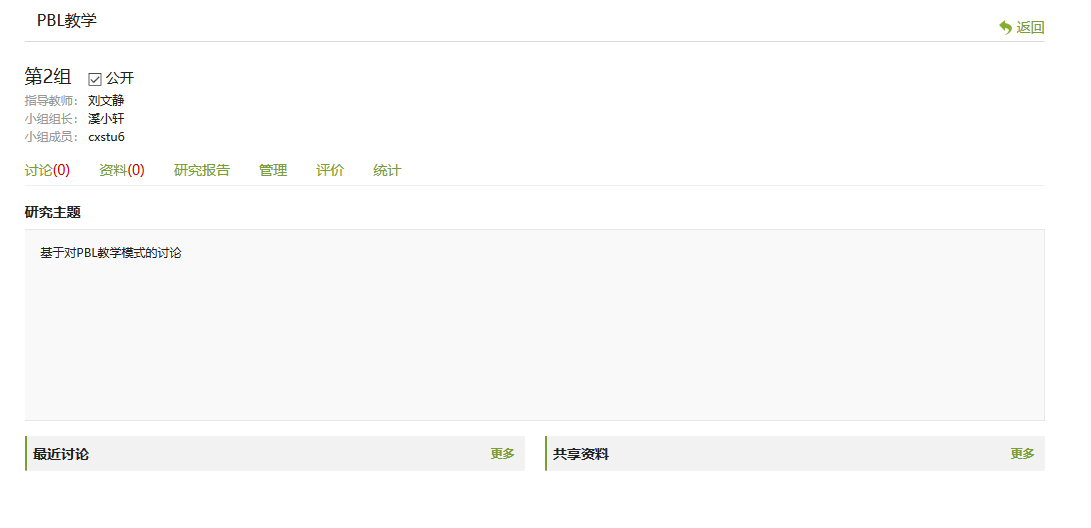 PBL教学
返回
第2组 公开
指导教师： 刘文静
小组组长： 溪小轩
小组成员： cxstu6
讨论(0) 资料(0) 研究报告 管理 评价 统计
研究主题
基于对PBL教学模式的讨论
最近讨论 更多 共享资料 更多